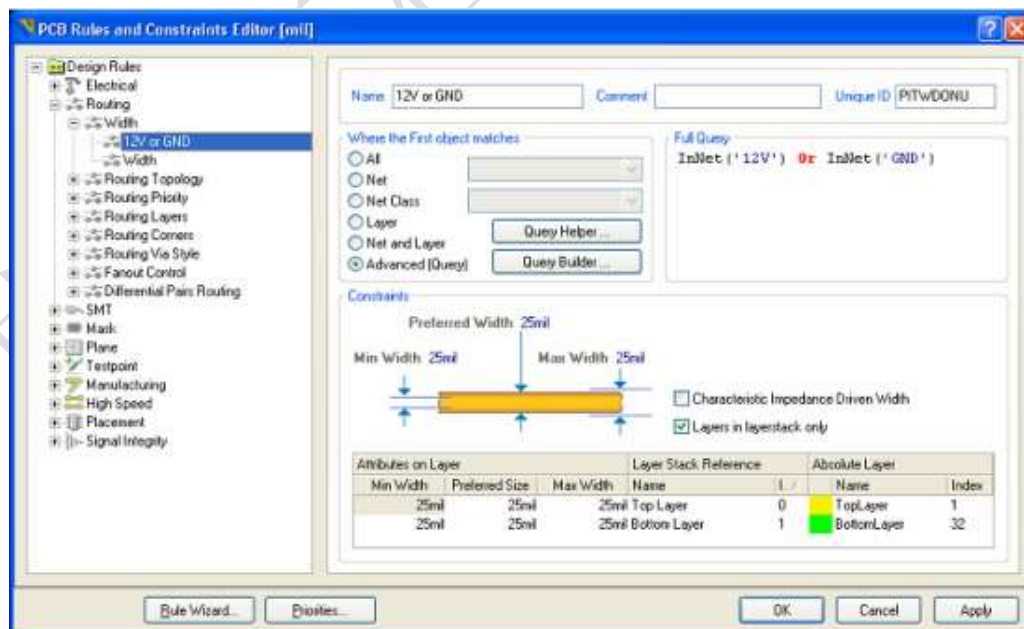 PCB Rules and Constraints Editor [mil]
Design Rules
Electrical
Routing
Width
12V or GND
Width
Routing Topology
Routing Priority
Routing Layers
Routing Corners
Routing Via Style
Fanout Control
Differential Pairs Routing
SMT
Mask
Plane
Testpoint
Manufacturing
High Speed
Placement
Signal Integrity
Name 12V or GND Comment Unique ID PITWDONU
Where the First object matches
All
Net
Net Class
Layer
Net and Layer
Advanced (Query)
Query Helper ...
Query Builder ...
Full Query
InNet('12V') Or InNet('GND')
Constraints
Preferred Width 25mil
Min Width 25mil Max Width 25mil
Characteristic Impedance Driven Width
Layers in layerstack only
Attributes on Layer Layer Stack Reference Absolute Layer
Min Width Preferred Size Max Width Name I.. Name Index
25mil 25mil 25mil Top Layer 0 TopLayer 1
25mil 25mil 25mil Bottom Layer 1 BottomLayer 32
Rule Wizard... Priorities... OK Cancel Apply